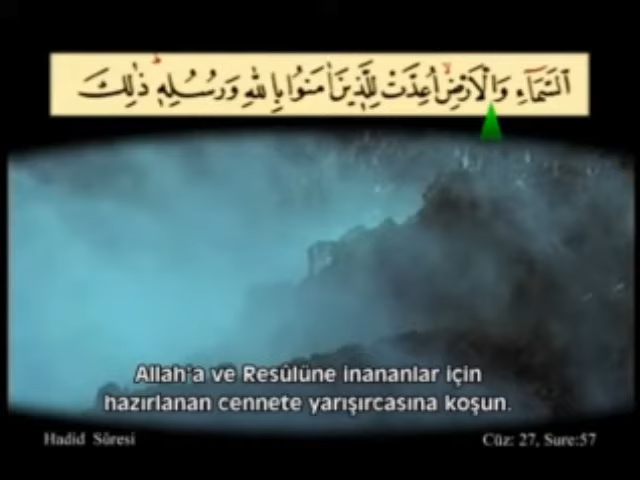 السَّمَٓاءِ وَالْاَرْضِۙ اُعِدَّتْ لِلَّذ۪ينَ اٰمَنُوا بِاللّٰهِ وَرُسُلِه۪ۜ ذٰلِكَ
Allah'a ve Resûlüne inananlar için
hazırlanan cennete yarışırcasına koşun.
Hadid Sûresi
Cüz: 27, Sure:57